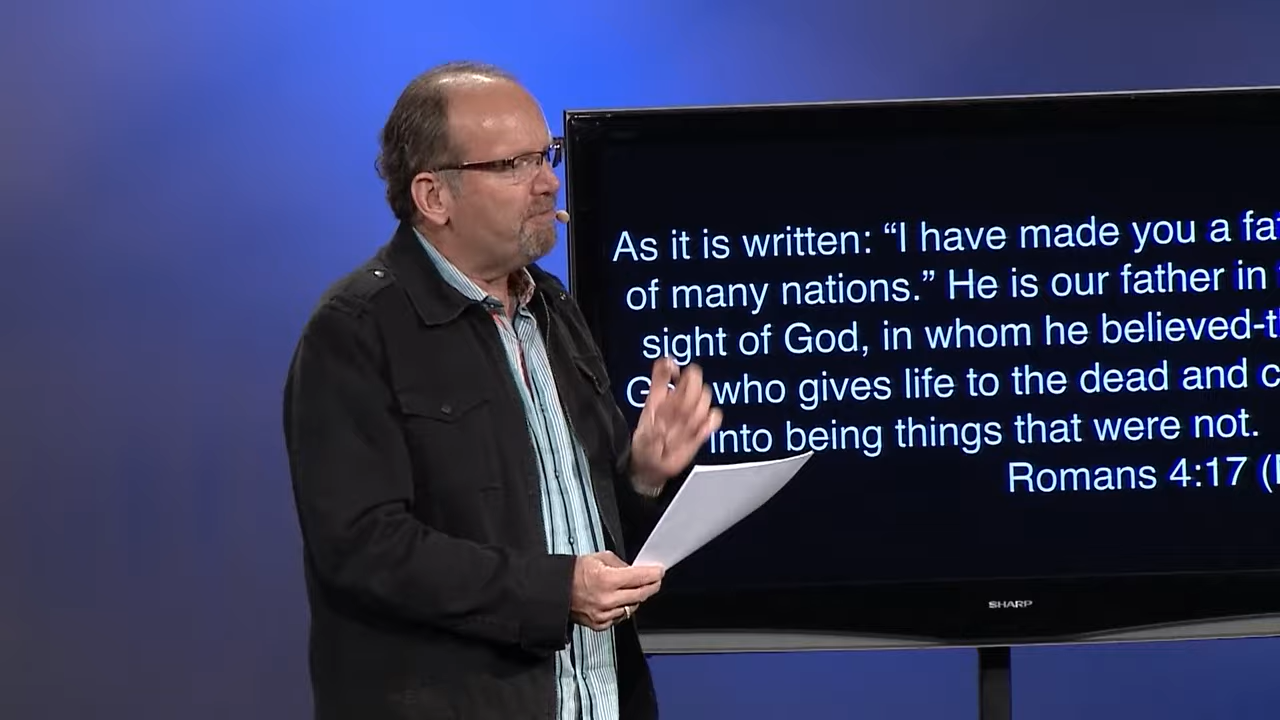 As it is written: “I have made you a
of many nations.” He is our father in
sight of God, in whom he believed-
who gives life to the dead and
into being things that were not.
Romans 4:17
SHARP